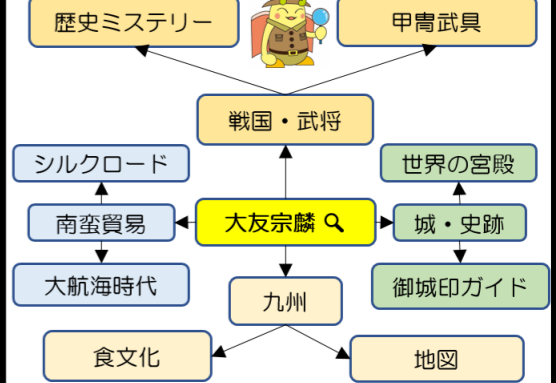 歴史ミステリー
甲冑武具
戦国・武将
シルクロード
世界の宮殿
南蛮貿易
大友宗麟
城・史跡
大航海時代
九州
御城印ガイド
食文化
地図